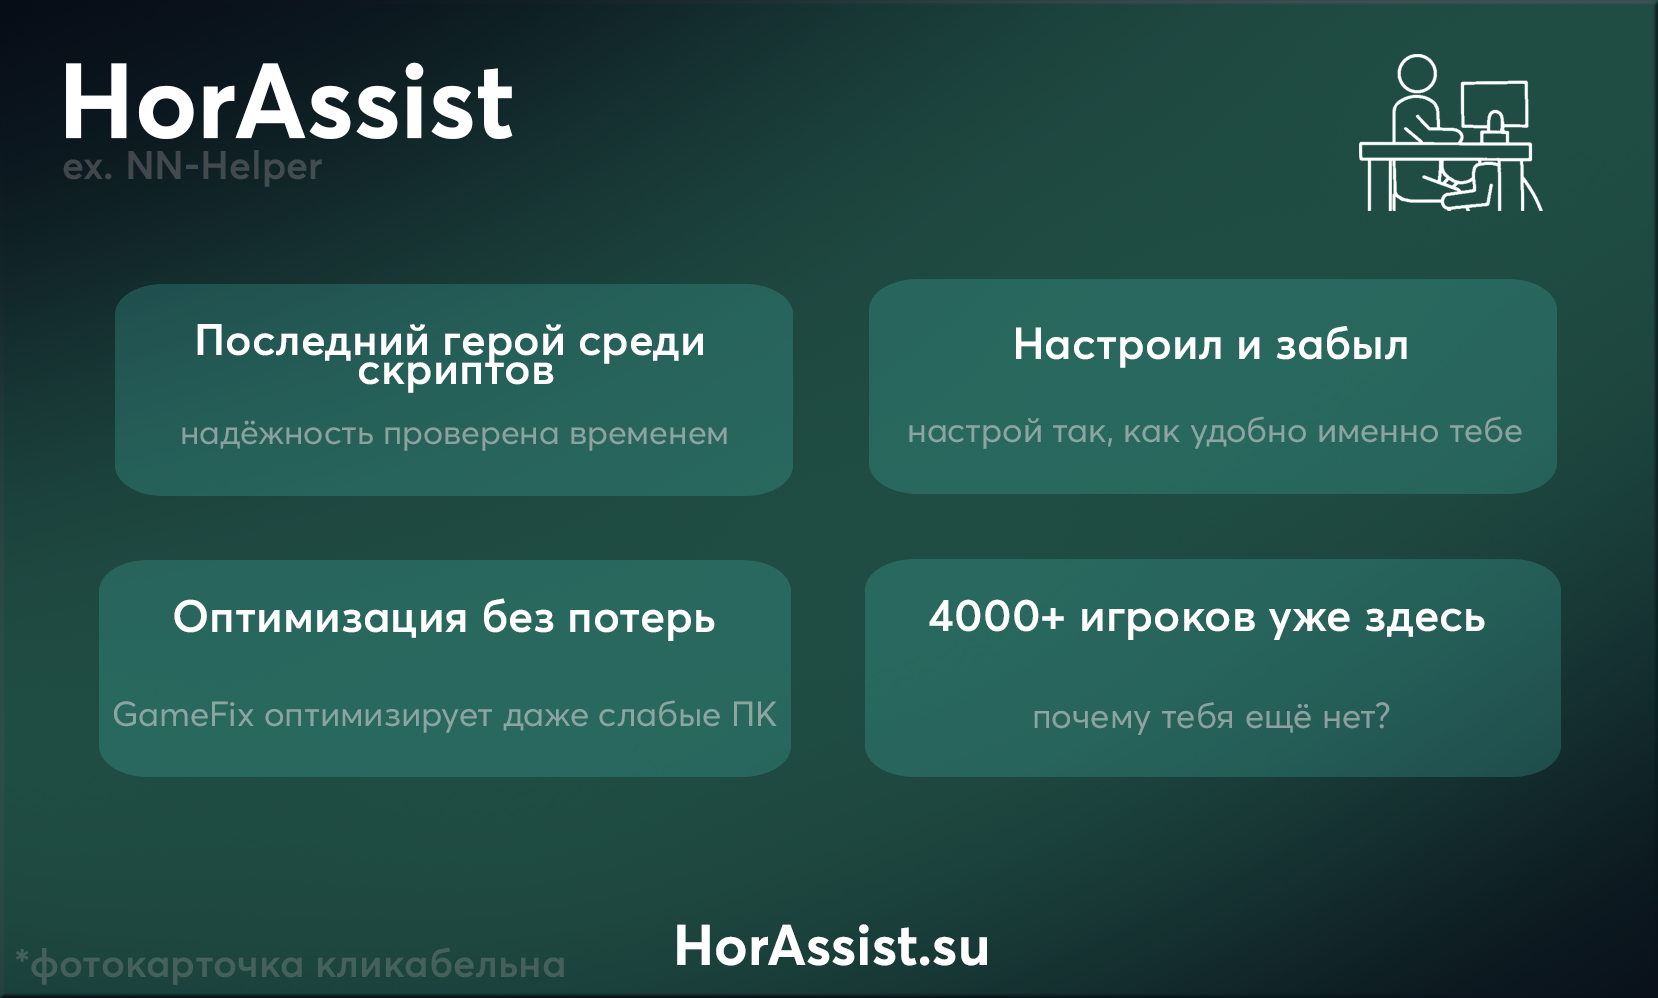 HorAssist
ex. NN-Helper
Последний герой среди
скриптов
надёжность проверена временем
Настроил и забыл
настрой так, как удобно именно тебе
Оптимизация без потерь
GameFix оптимизирует даже слабые ПК
4000+ игроков уже здесь
почему тебя ещё нет?
HorAssist.su
*фотокарточка кликабельна